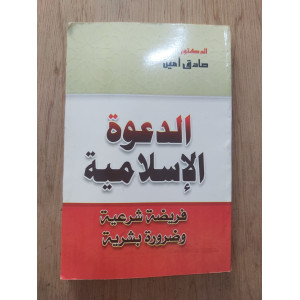 الدكتور
صادق أمين
الدعوة
الإسلامية
فريضة شرعية
وضرورة بشرية